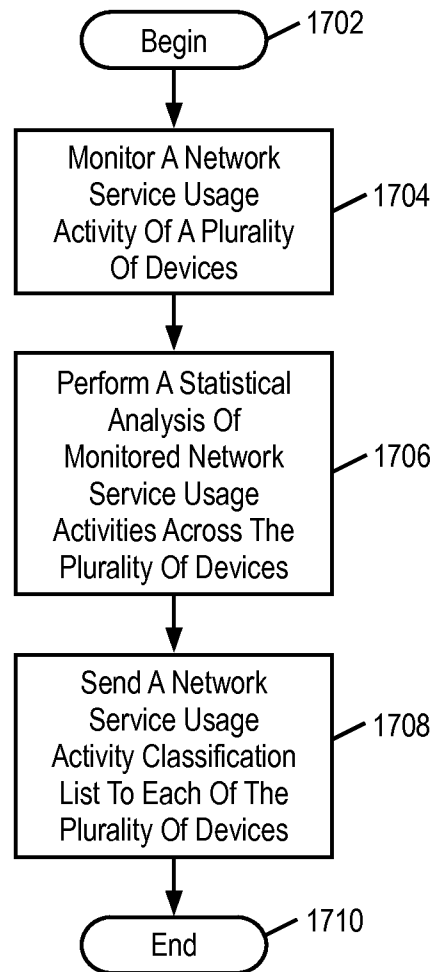 Begin
1702
Monitor A Network
Service Usage
Activity Of A Plurality
Of Devices
1704
Perform A Statistical
Analysis Of
Monitored Network
Service Usage
Activities Across The
Plurality Of Devices
1706
Send A Network
Service Usage
Activity Classification
List To Each Of The
Plurality Of Devices
1708
End
1710